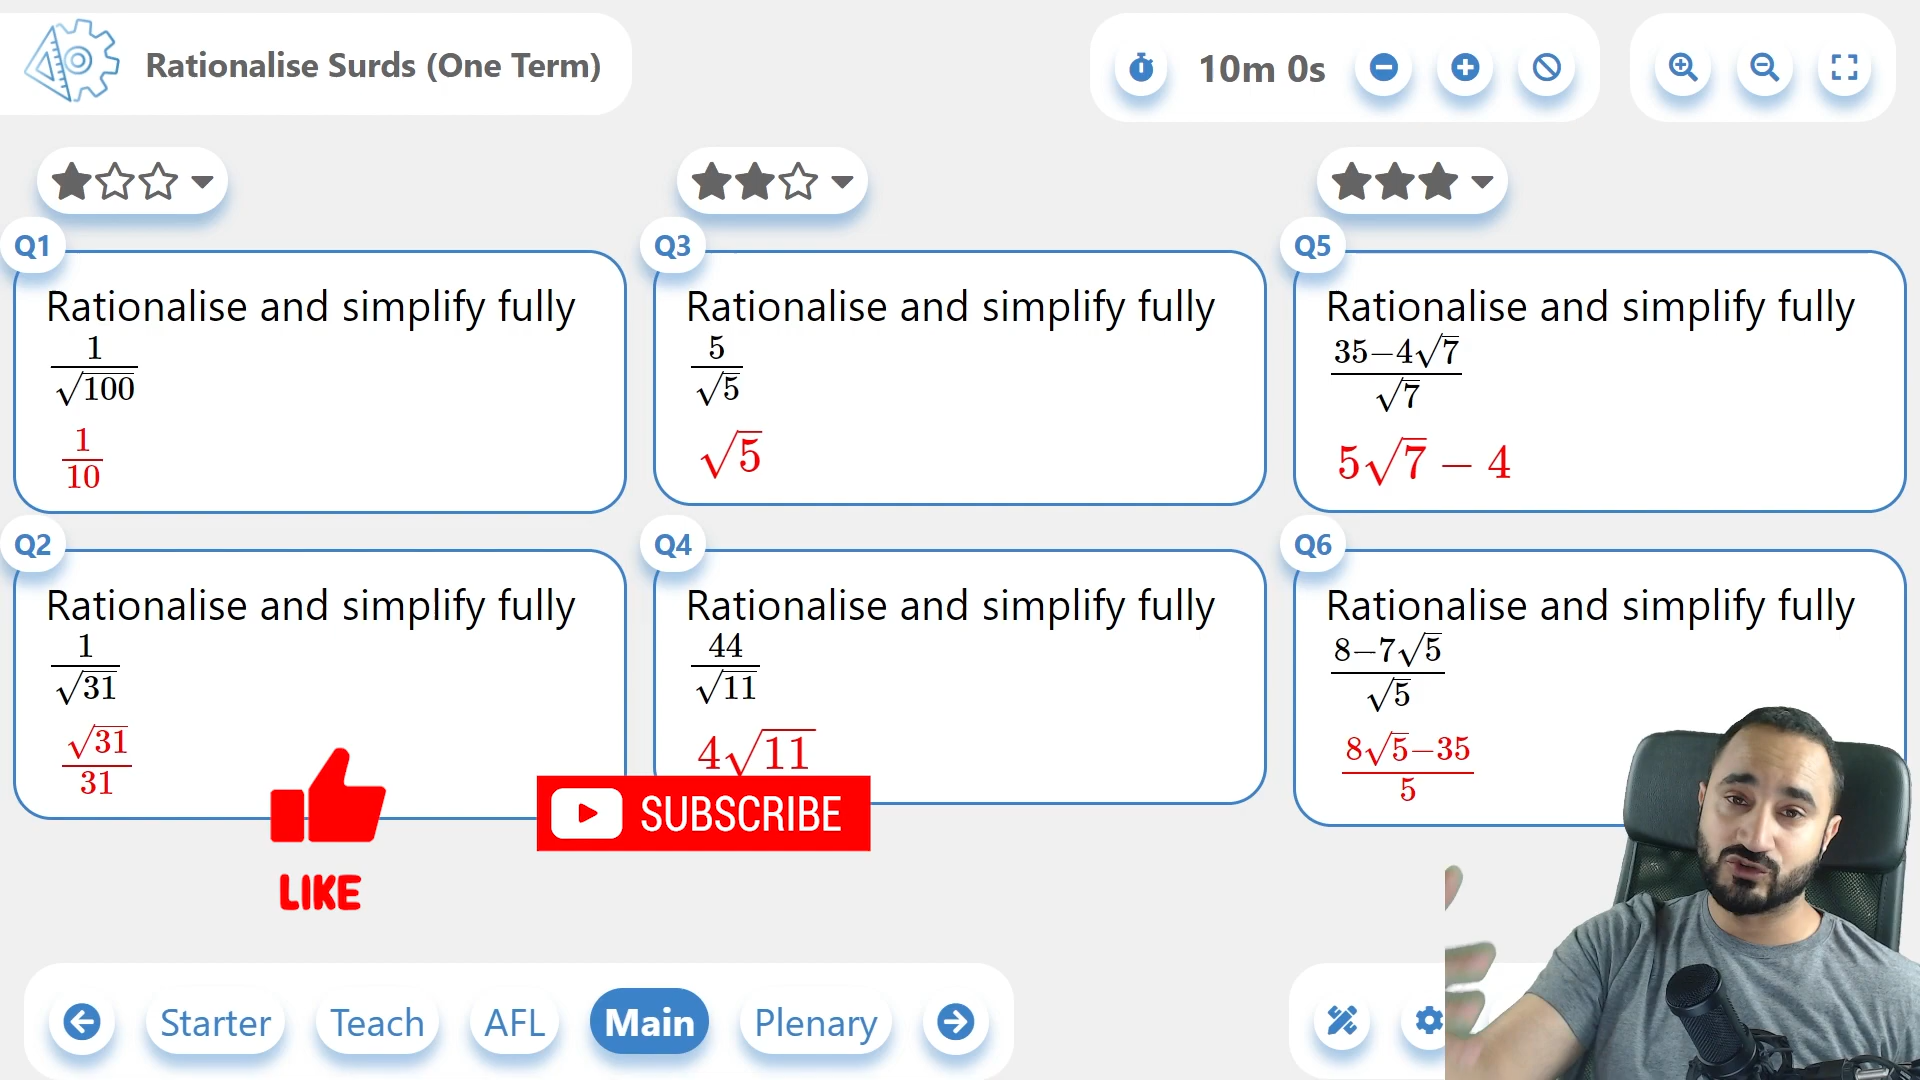 Rationalise Surds (One Term)
10m 0s
Q1
Rationalise and simplify fully
1/√100
1/10
Q3
Rationalise and simplify fully
5/√5
√5
Q5
Rationalise and simplify fully
35−4√7/√7
5√7 − 4
Q2
Rationalise and simplify fully
1/√31
√31/31
Q4
Rationalise and simplify fully
44/√11
4√11
Q6
Rationalise and simplify fully
8−7√5/√5
8√5−35/5
SUBSCRIBE
LIKE
Starter
Teach
AFL
Main
Plenary